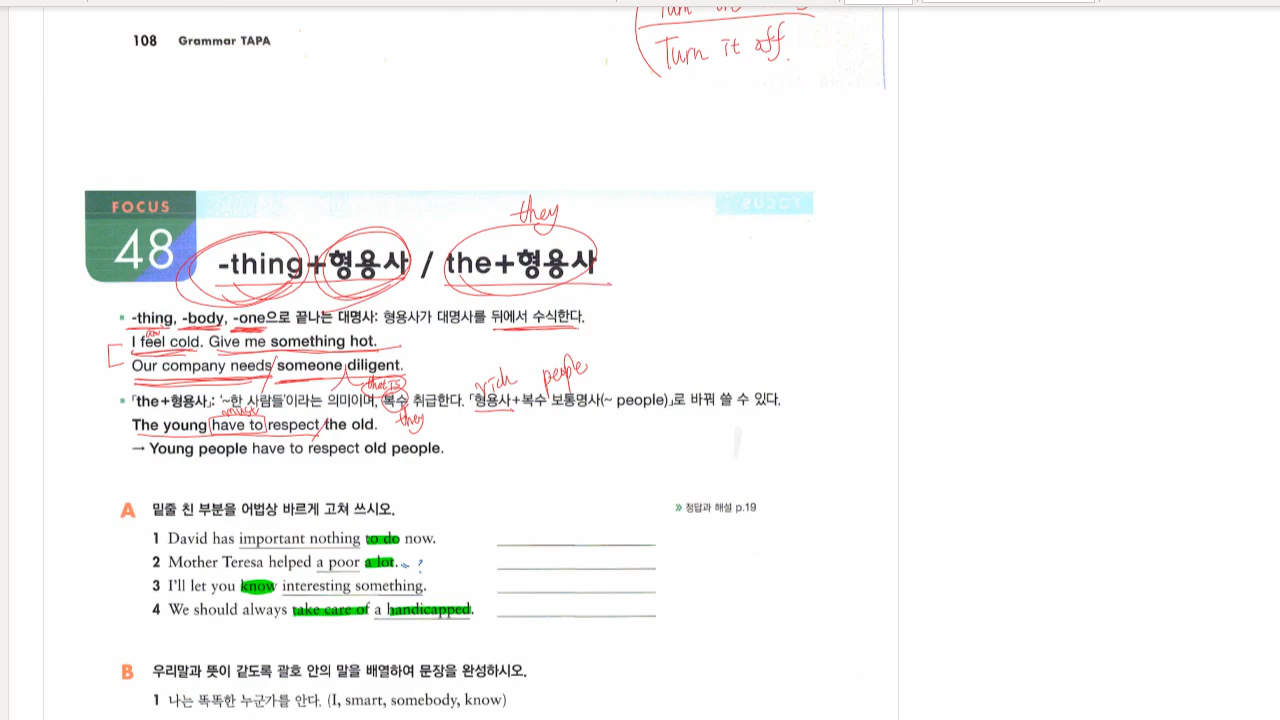 Turn it off.
108 Grammar TAPA
FOCUS
48
they
-thing+형용사 / the+형용사
-thing, -body, -one으로 끝나는 대명사: 형용사가 대명사를 뒤에서 수식한다.
I feel cold. Give me something hot.
Our company needs someone diligent.
that is
rich people
「the+형용사」: '~한 사람들'이라는 의미이며, 복수 취급한다. 「형용사+복수 보통명사(~ people)」로 바꿔 쓸 수 있다.
must
they
The young have to respect the old.
→ Young people have to respect old people.
A 밑줄 친 부분을 어법상 바르게 고쳐 쓰시오.
» 정답과 해설 p.19
1 David has important nothing to do now.
2 Mother Teresa helped a poor a lot. ?
3 I'll let you know interesting something.
4 We should always take care of a handicapped.
B 우리말과 뜻이 같도록 괄호 안의 말을 배열하여 문장을 완성하시오.
1 나는 똑똑한 누군가를 안다. (I, smart, somebody, know)